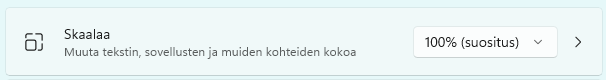 Skaalaa
Muuta tekstin, sovellusten ja muiden kohteiden kokoa
100% (suositus)